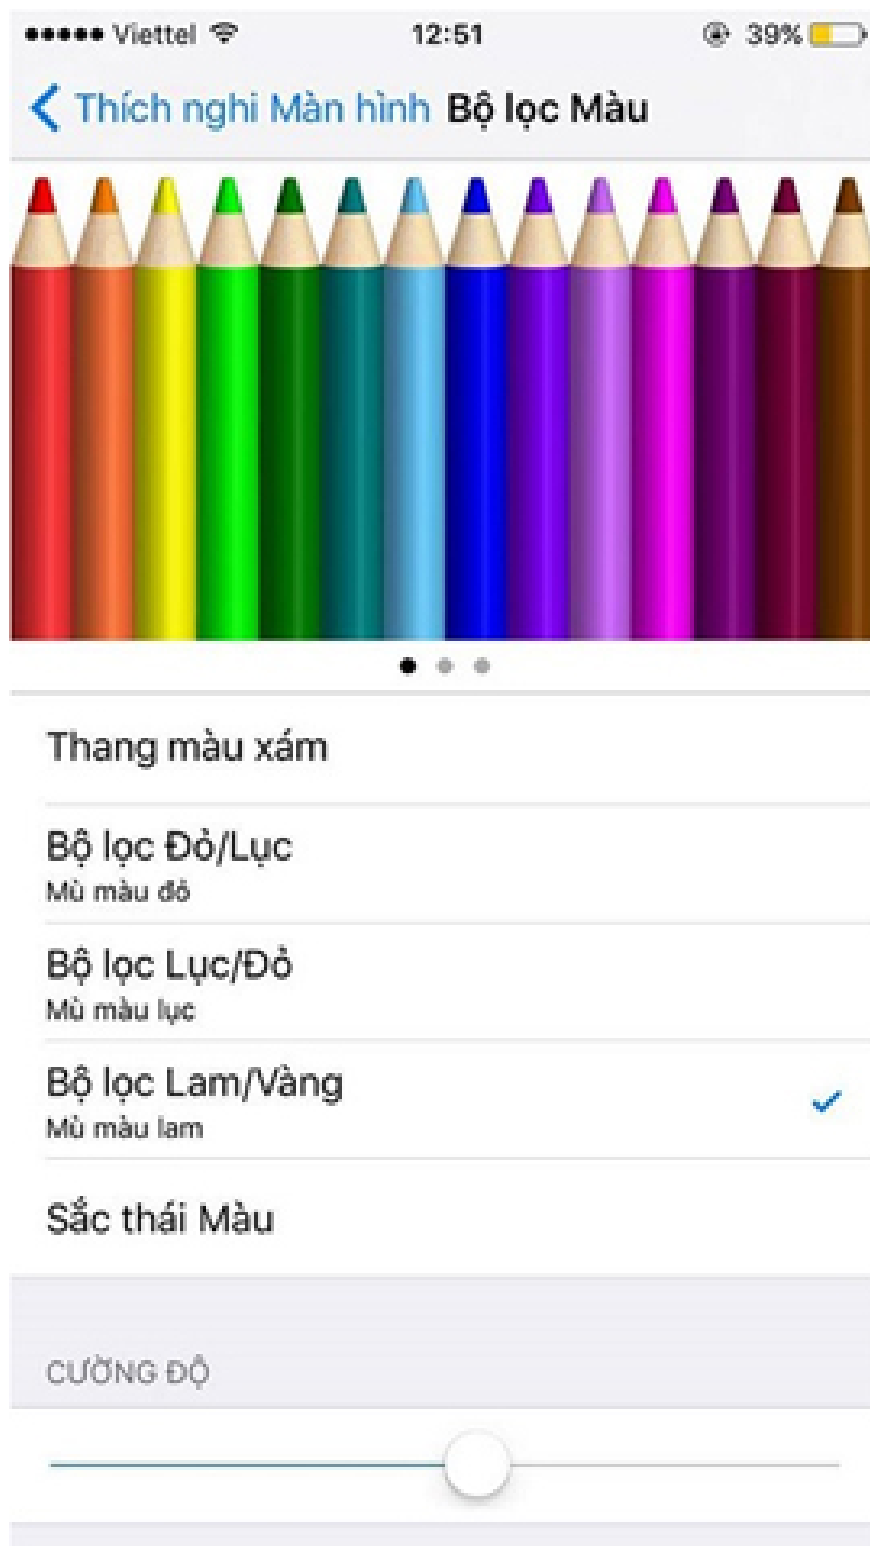 Viettel 12:51 39%
Thích nghi Màn hình Bộ lọc Màu
Thang màu xám
Bộ lọc Đỏ/Lục
Mù màu đỏ
Bộ lọc Lục/Đỏ
Mù màu lục
Bộ lọc Lam/Vàng
Mù màu lam
Sắc thái Màu
CƯỜNG ĐỘ